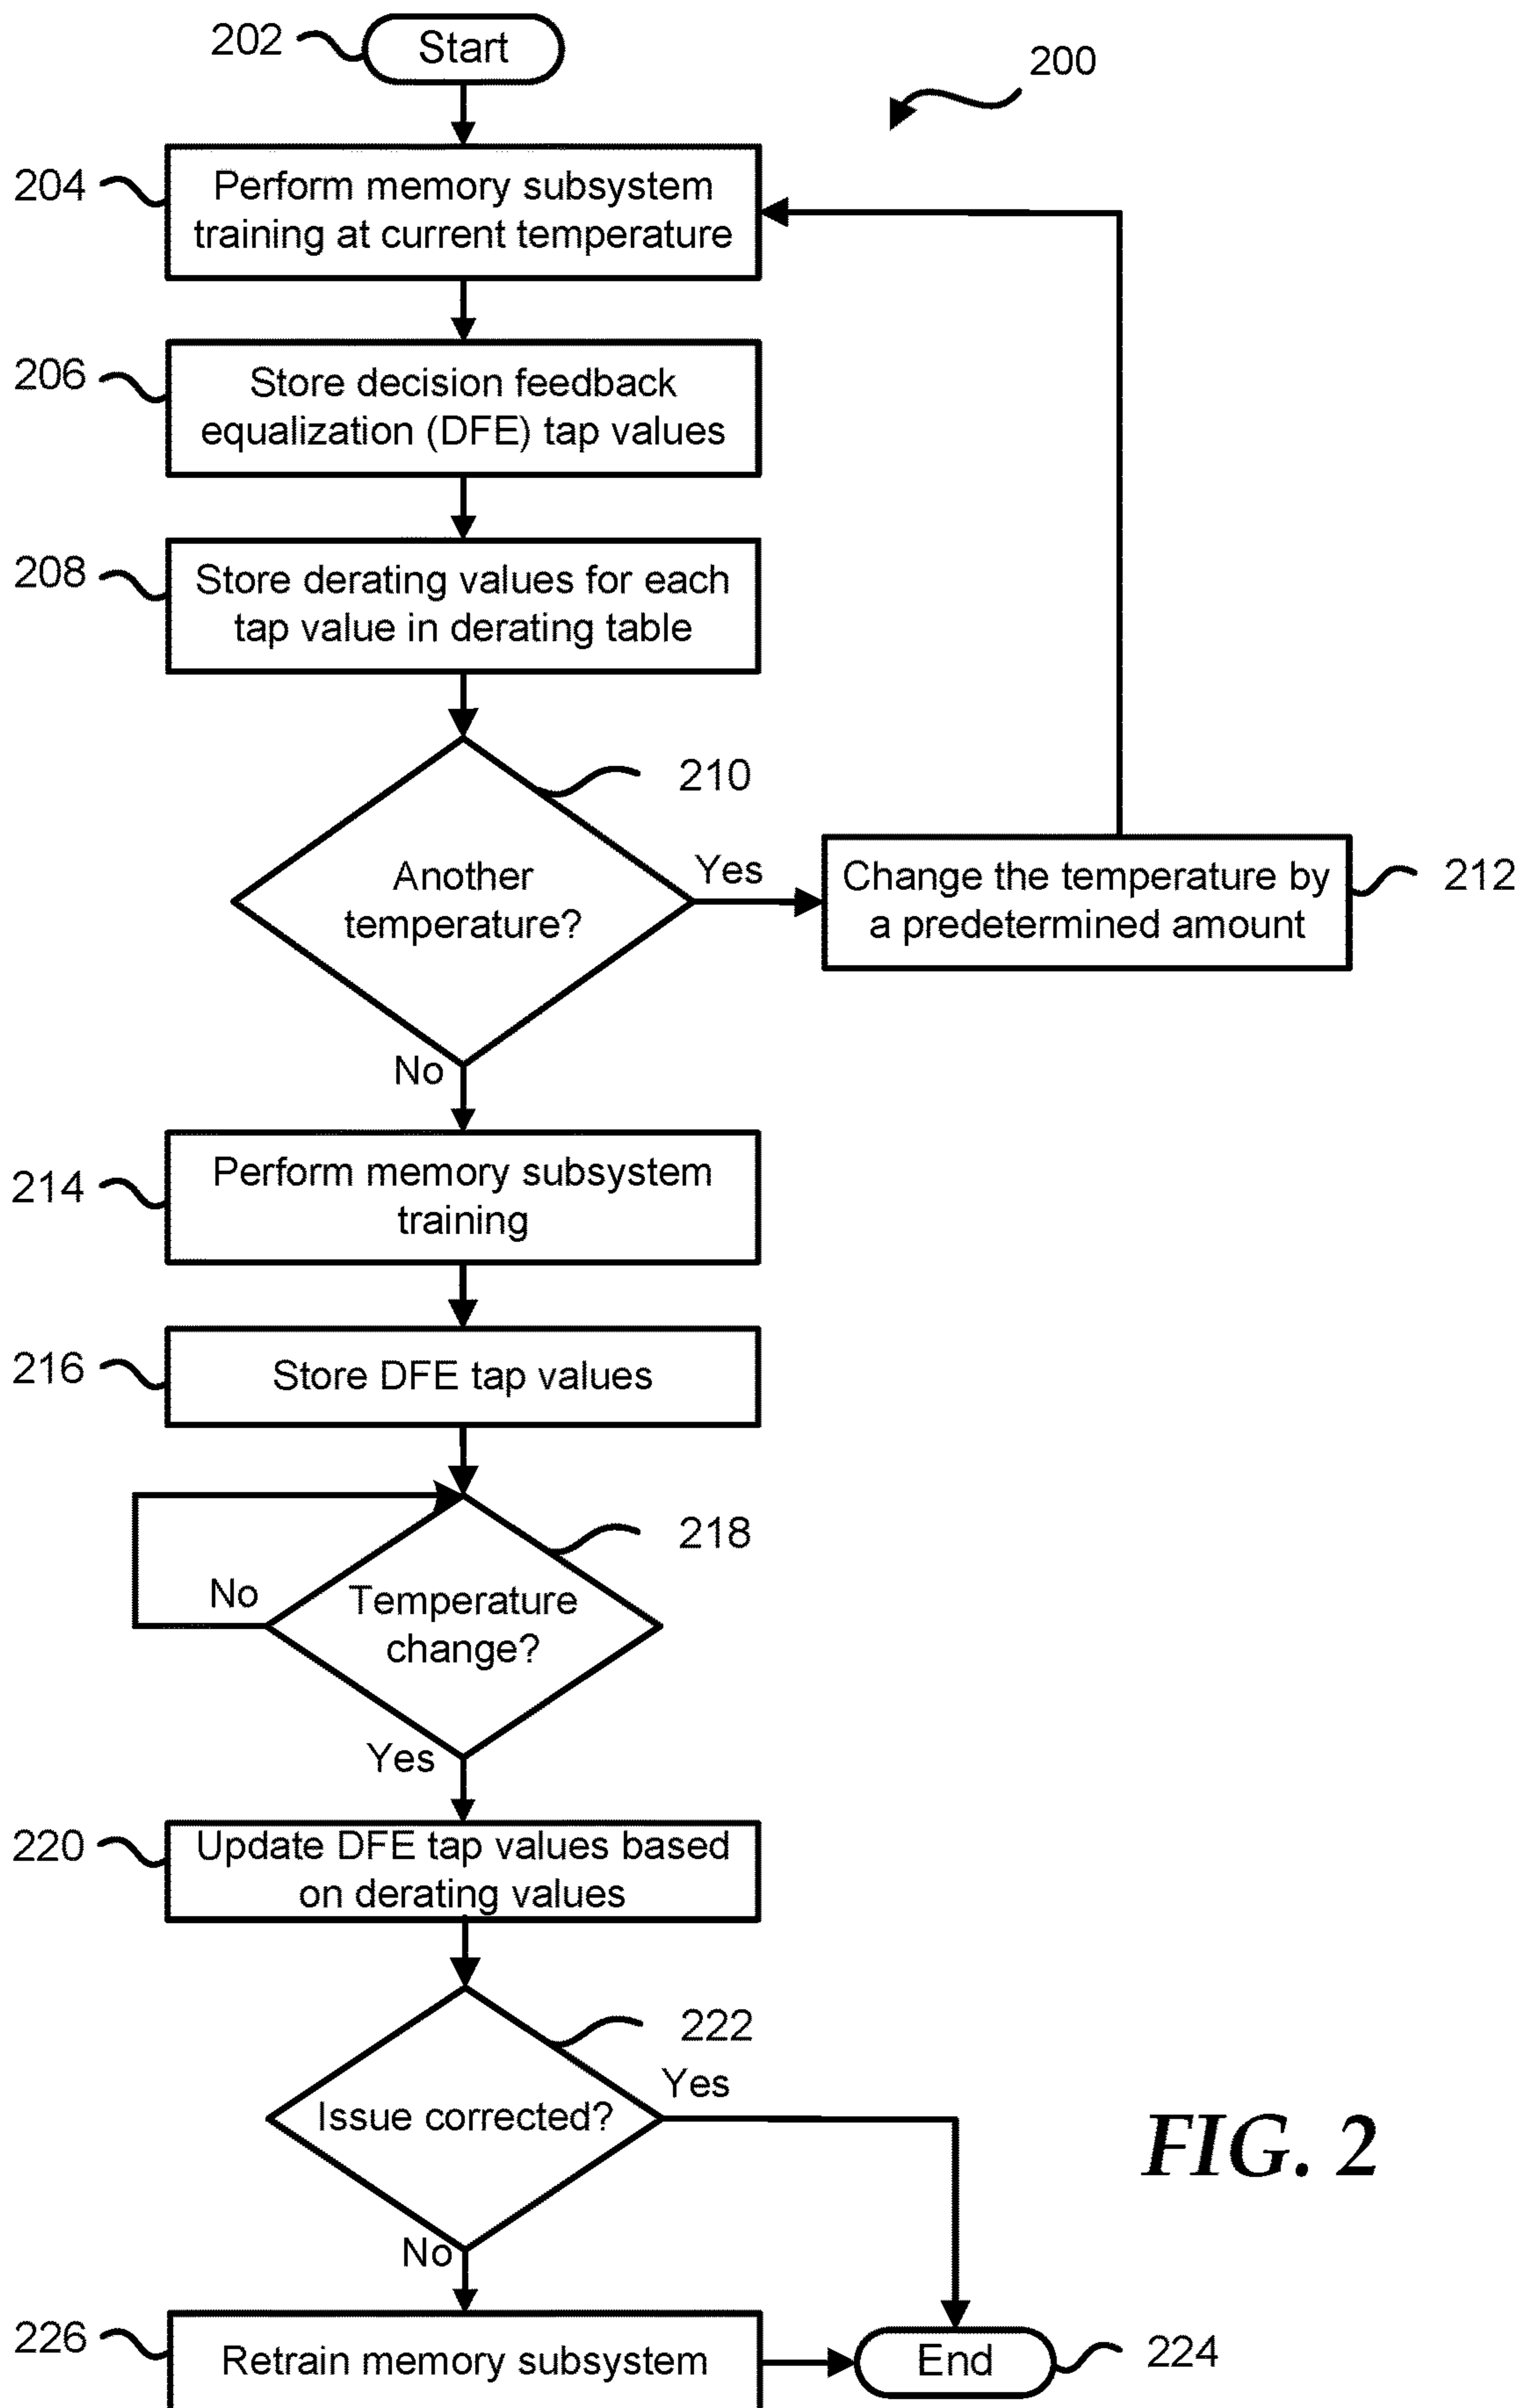 202
Start
200
204
Perform memory subsystem
training at current temperature
206
Store decision feedback
equalization (DFE) tap values
208
Store derating values for each
tap value in derating table
210
Another
temperature?
Yes
Change the temperature by
a predetermined amount
212
No
214
Perform memory subsystem
training
216
Store DFE tap values
218
No
Temperature
change?
Yes
220
Update DFE tap values based
on derating values
222
Yes
Issue corrected?
FIG. 2
No
226
Retrain memory subsystem
End
224